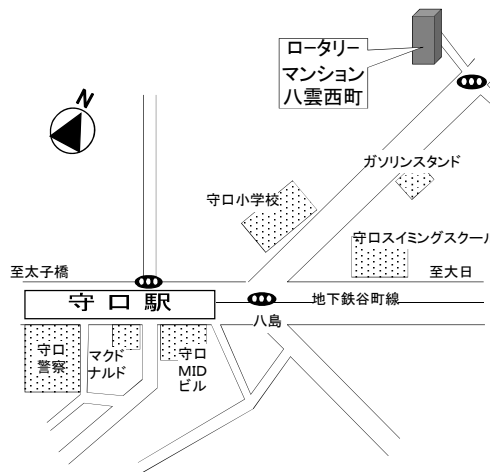 ロータリー
マンション
八雲西町
N
ガソリンスタンド
守口小学校
守口スイミングスクール
至太子橋
至大日
守口駅
地下鉄谷町線
八島
守口
警察
マクド
ナルド
守口
MID
ビル